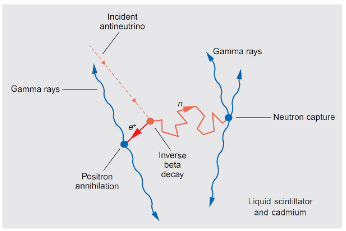 Incident
antineutrino
Gamma rays
Gamma rays
n
Neutron capture
e+
Positron
annihilation
Inverse
beta
decay
Liquid scintillator
and cadmium